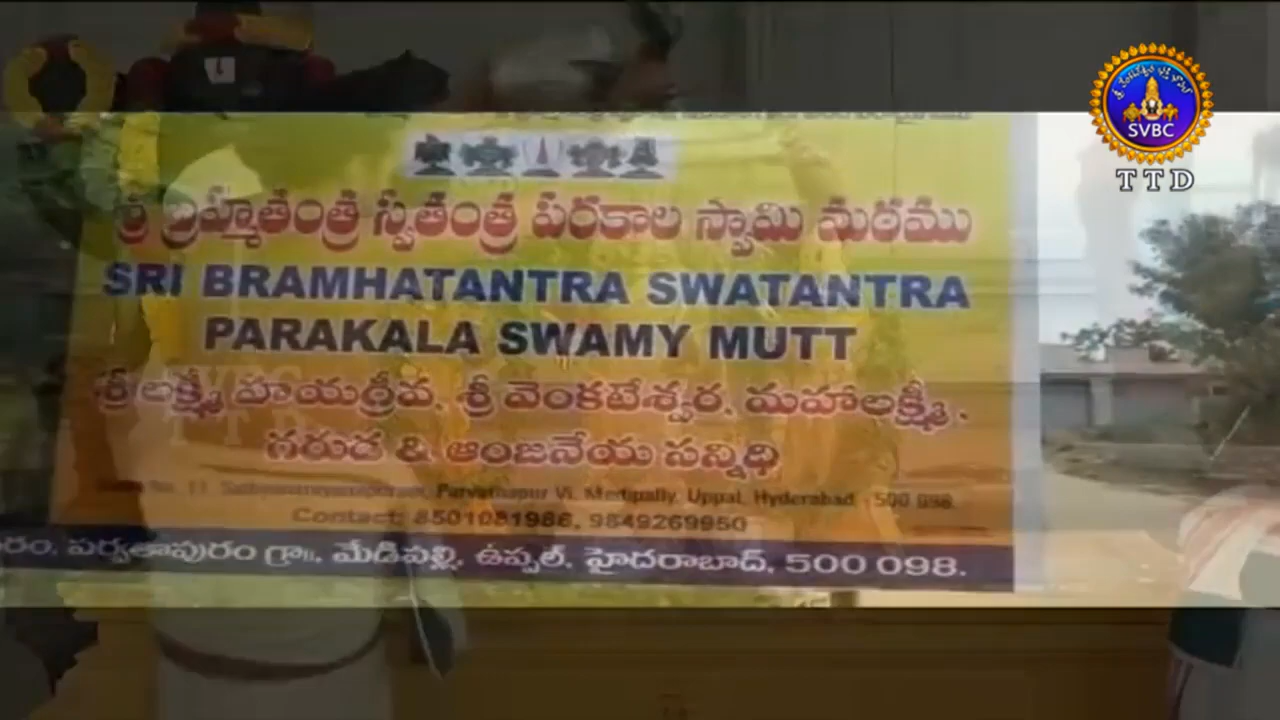 శ్రీ బ్రహ్మతంత్ర స్వతంత్ర పరకాల స్వామి మఠము
SRI BRAMHATANTRA SWATANTRA
PARAKALA SWAMY MUTT
శ్రీ లక్ష్మీ హయగ్రీవ, శ్రీ వెంకటేశ్వర, మహాలక్ష్మీ,
గరుడ & ఆంజనేయ సన్నిధి
No. 11, Parvathapur Vi, Medipally, Uppal, Hyderabad, 500 098.
Contact: 8501081986, 9849269950
పర్వతాపురం గ్రా॥, మేడిపల్లి, ఉప్పల్, హైదరాబాద్, 500 098.
SVBC
TTD